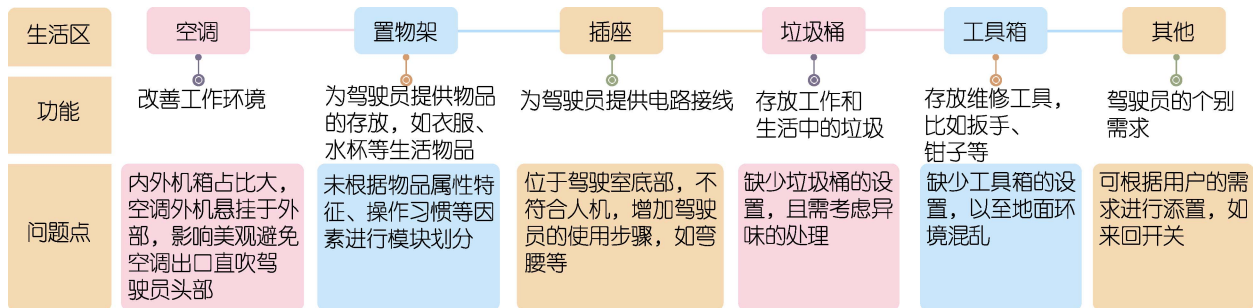 生活区
空调
置物架
插座
垃圾桶
工具箱
其他
功能
改善工作环境
为驾驶员提供物品
的存放，如衣服、
水杯等生活物品
为驾驶员提供电路接线
存放工作和
生活中的垃圾
存放维修工具，
比如扳手、
钳子等
驾驶员的个别
需求
问题点
内外机箱占比大，
空调外机悬挂于外
部，影响美观避免
空调出口直吹驾
驶员头部
未根据物品属性特
征、操作习惯等因
素进行模块划分
位于驾驶室底部，不
符合人机，增加驾驶
员的使用步骤，如弯
腰等
缺少垃圾桶的设
置，且需考虑异
味的处理
缺少工具箱的设
置，以至地面环
境混乱
可根据用户的需
求进行添置，如
来回开关